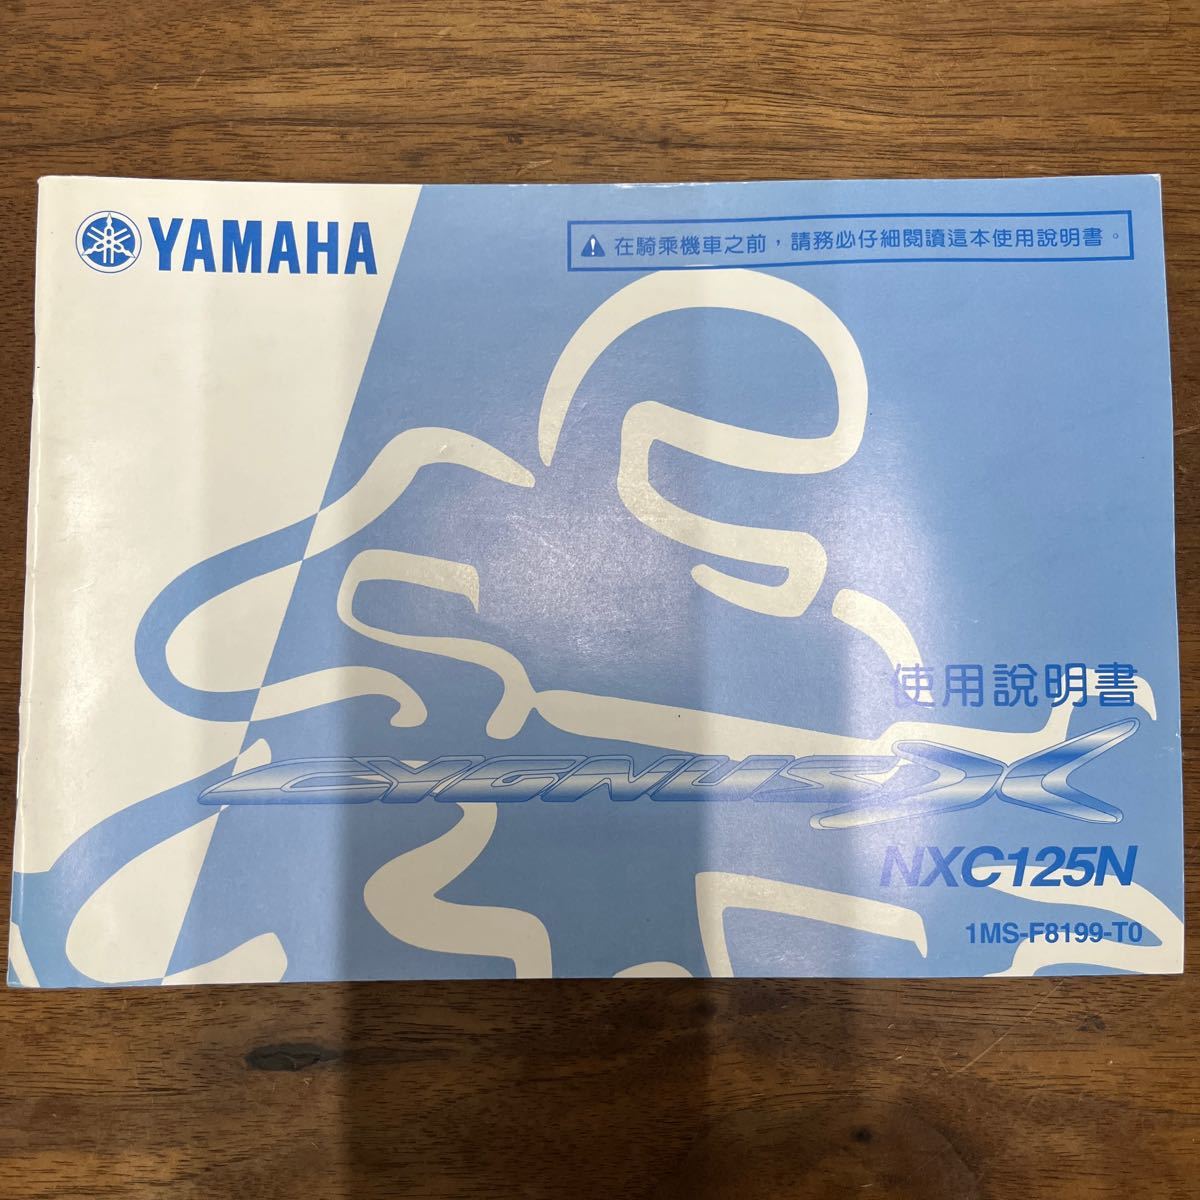 YAMAHA
在騎乘機車之前，請務必仔細閱讀這本使用說明書。
使用說明書
CYGNUS X
NXC125N
1MS-F8199-T0